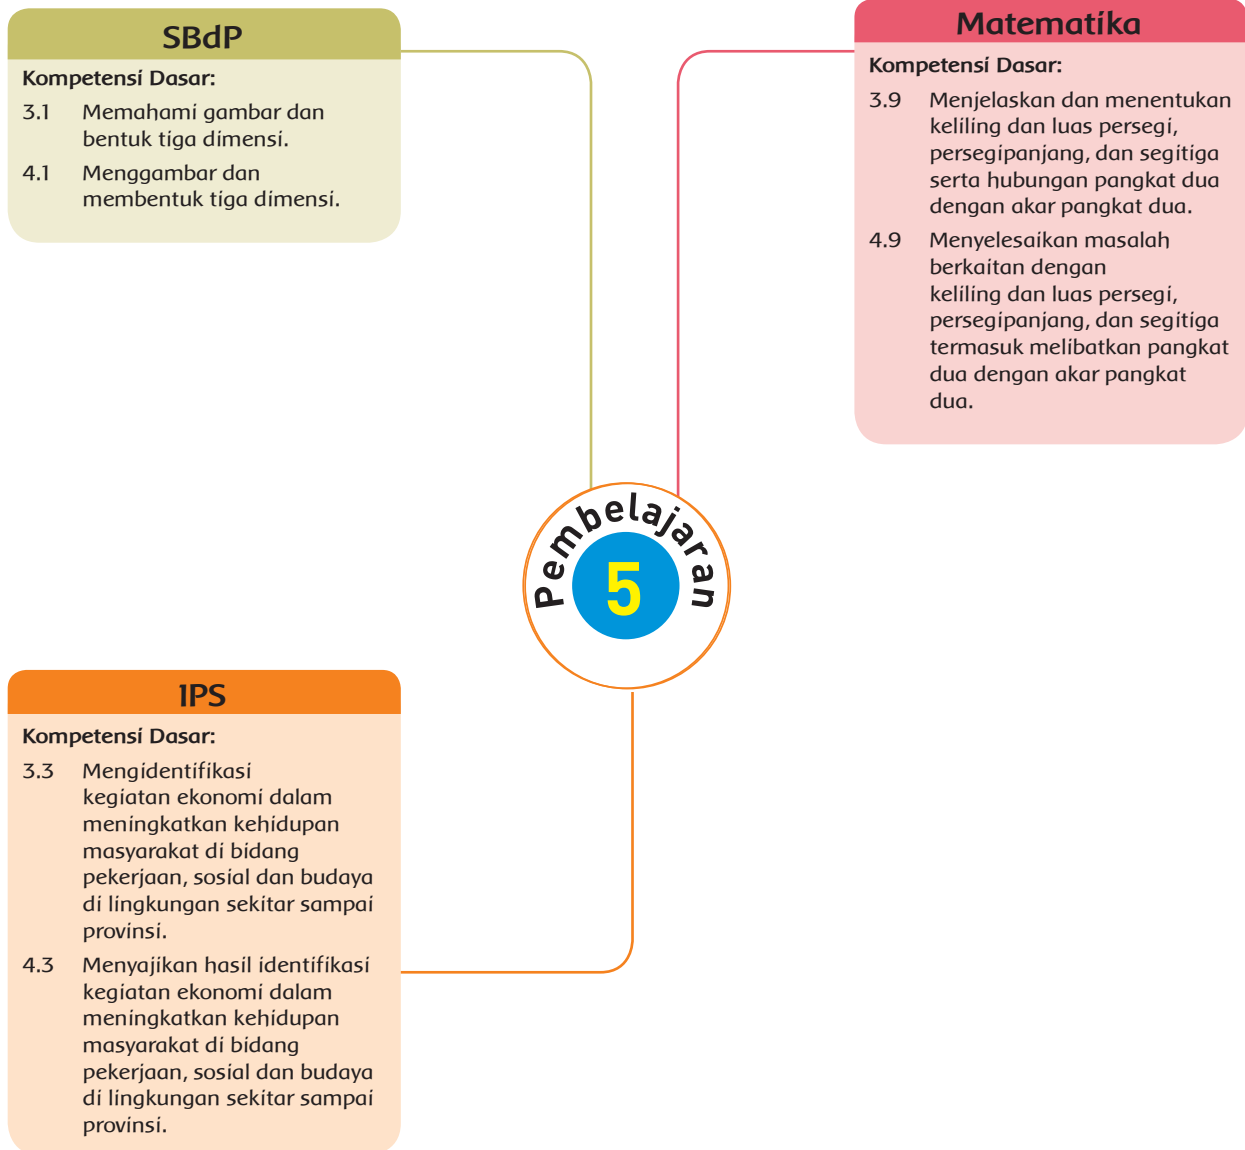 SBdP
Kompetensi Dasar:
3.1 Memahami gambar dan
bentuk tiga dimensi.
4.1 Menggambar dan
membentuk tiga dimensi.
Matematika
Kompetensi Dasar:
3.9 Menjelaskan dan menentukan
keliling dan luas persegi,
persegipanjang, dan segitiga
serta hubungan pangkat dua
dengan akar pangkat dua.
4.9 Menyelesaikan masalah
berkaitan dengan
keliling dan luas persegi,
persegipanjang, dan segitiga
termasuk melibatkan pangkat
dua dengan akar pangkat
dua.
Pembelajaran
5
IPS
Kompetensi Dasar:
3.3 Mengidentifikasi
kegiatan ekonomi dalam
meningkatkan kehidupan
masyarakat di bidang
pekerjaan, sosial dan budaya
di lingkungan sekitar sampai
provinsi.
4.3 Menyajikan hasil identifikasi
kegiatan ekonomi dalam
meningkatkan kehidupan
masyarakat di bidang
pekerjaan, sosial dan budaya
di lingkungan sekitar sampai
provinsi.